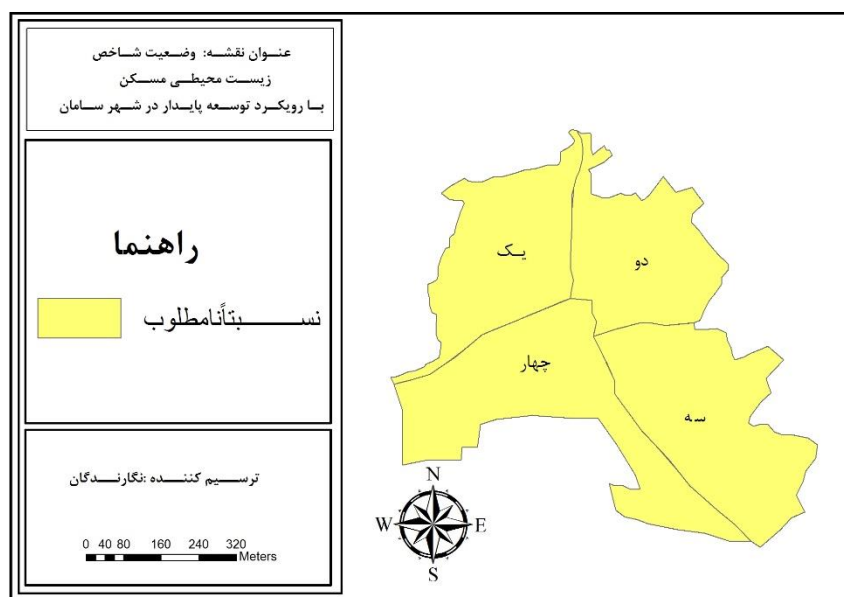 عنوان نقشه: وضعیت شاخص
زیست محیطی مسکن
با رویکرد توسعه پایدار در شهر سامان
راهنما
نسبتاًنامطلوب
ترسیم کننده :نگارندگان
0 40 80 160 240 320
Meters
یک
دو
چهار
سه
N
W E
S